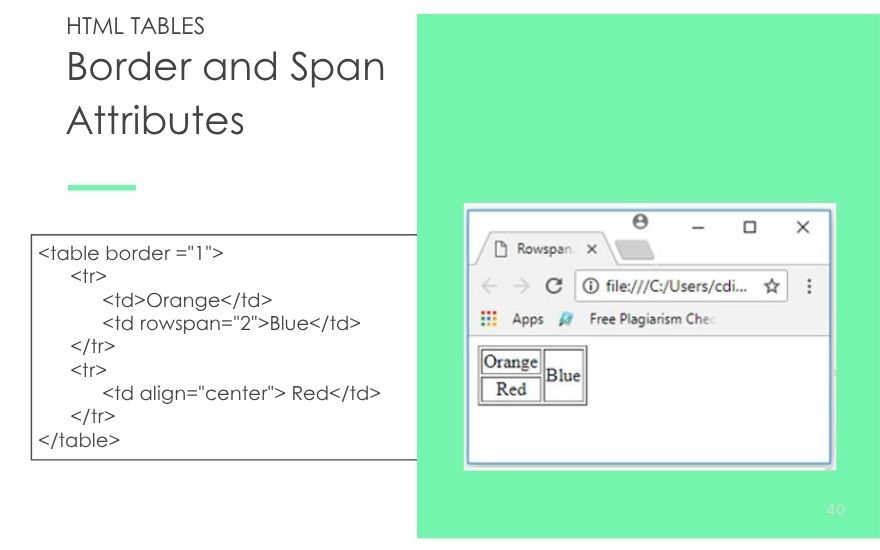 HTML TABLES
Border and Span
Attributes
<table border ="1">
<tr>
<td>Orange</td>
<td rowspan="2">Blue</td>
</tr>
<tr>
<td align="center"> Red</td>
</tr>
</table>
Rowspan
file:///C:/Users/cdi...
Apps Free Plagiarism Chec
Orange Blue
Red
40